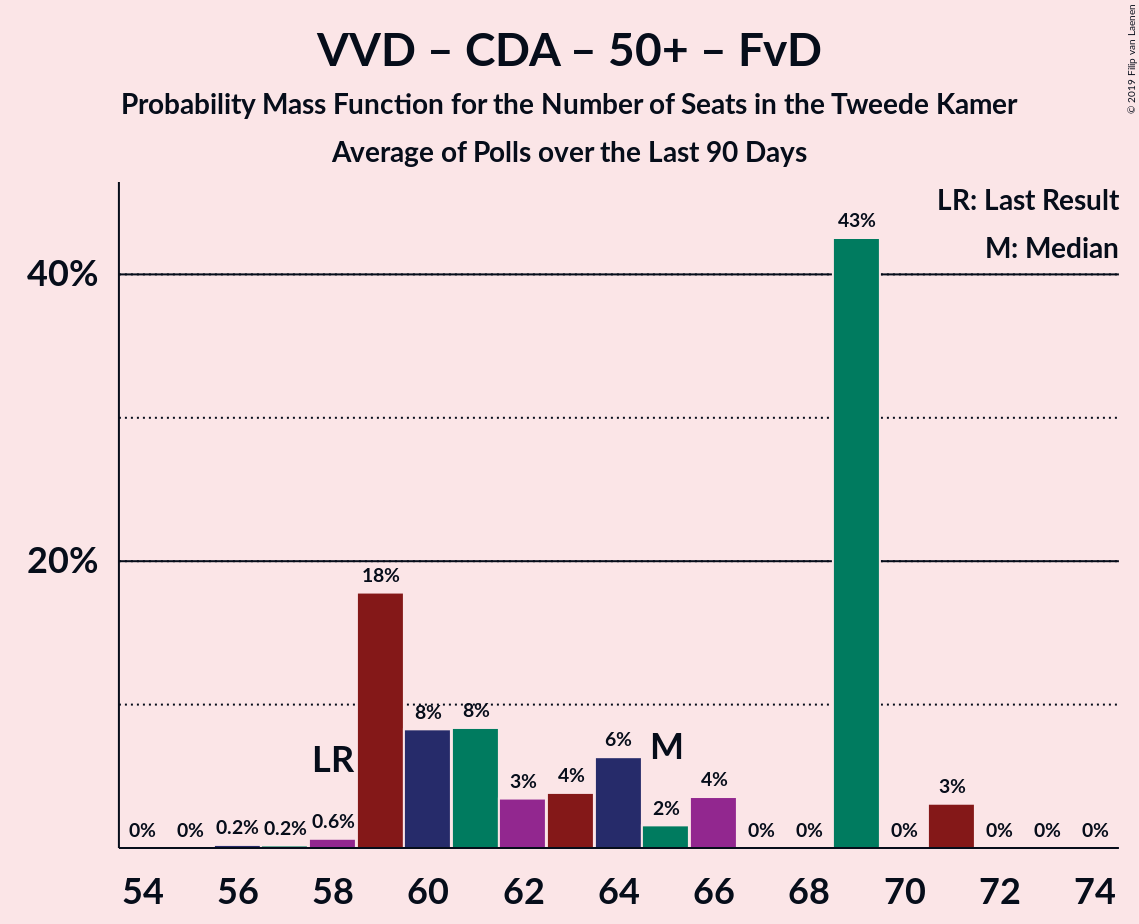 VVD – CDA – 50+ – FvD
Probability Mass Function for the Number of Seats in the Tweede Kamer
Average of Polls over the Last 90 Days
© 2019 Filip van Laenen
LR: Last Result
M: Median
40%
20%
0% 0% 0.2% 0.2% 0.6% 18% 8% 8% 3% 4% 6% 2% 4% 0% 0% 43% 0% 3% 0% 0% 0%
LR M
54 56 58 60 62 64 66 68 70 72 74